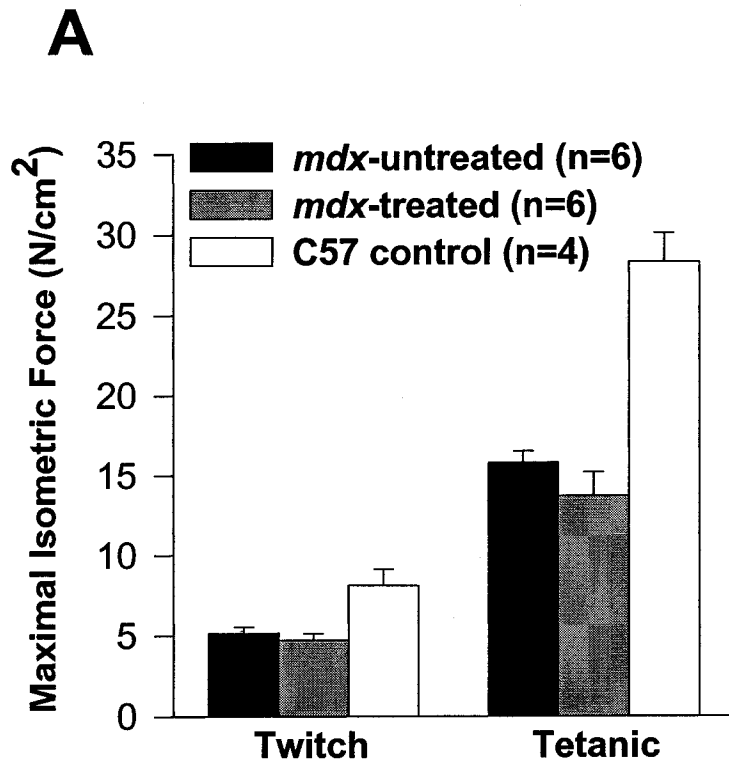 A
Maximal Isometric Force (N/cm²)
35
30
25
20
15
10
5
0
mdx-untreated (n=6)
mdx-treated (n=6)
C57 control (n=4)
Twitch
Tetanic